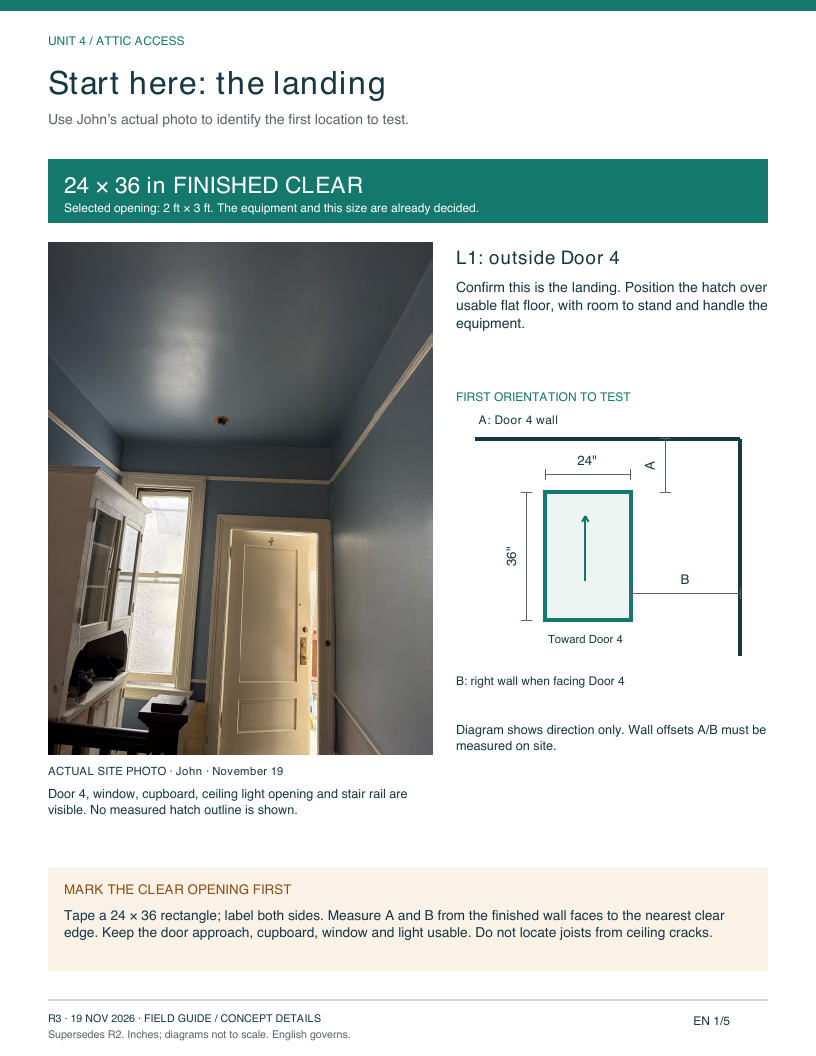 UNIT 4 / ATTIC ACCESS
Start here: the landing
Use John’s actual photo to identify the first location to test.
24 × 36 in FINISHED CLEAR
Selected opening: 2 ft × 3 ft. The equipment and this size are already decided.
4
L1: outside Door 4
Confirm this is the landing. Position the hatch over
usable flat floor, with room to stand and handle the
equipment.
FIRST ORIENTATION TO TEST
A: Door 4 wall
24"
A
36"
B
Toward Door 4
B: right wall when facing Door 4
Diagram shows direction only. Wall offsets A/B must be
measured on site.
ACTUAL SITE PHOTO · John · November 19
Door 4, window, cupboard, ceiling light opening and stair rail are
visible. No measured hatch outline is shown.
MARK THE CLEAR OPENING FIRST
Tape a 24 × 36 rectangle; label both sides. Measure A and B from the finished wall faces to the nearest clear
edge. Keep the door approach, cupboard, window and light usable. Do not locate joists from ceiling cracks.
R3 · 19 NOV 2026 · FIELD GUIDE / CONCEPT DETAILS
Supersedes R2. Inches; diagrams not to scale. English governs.
EN 1/5